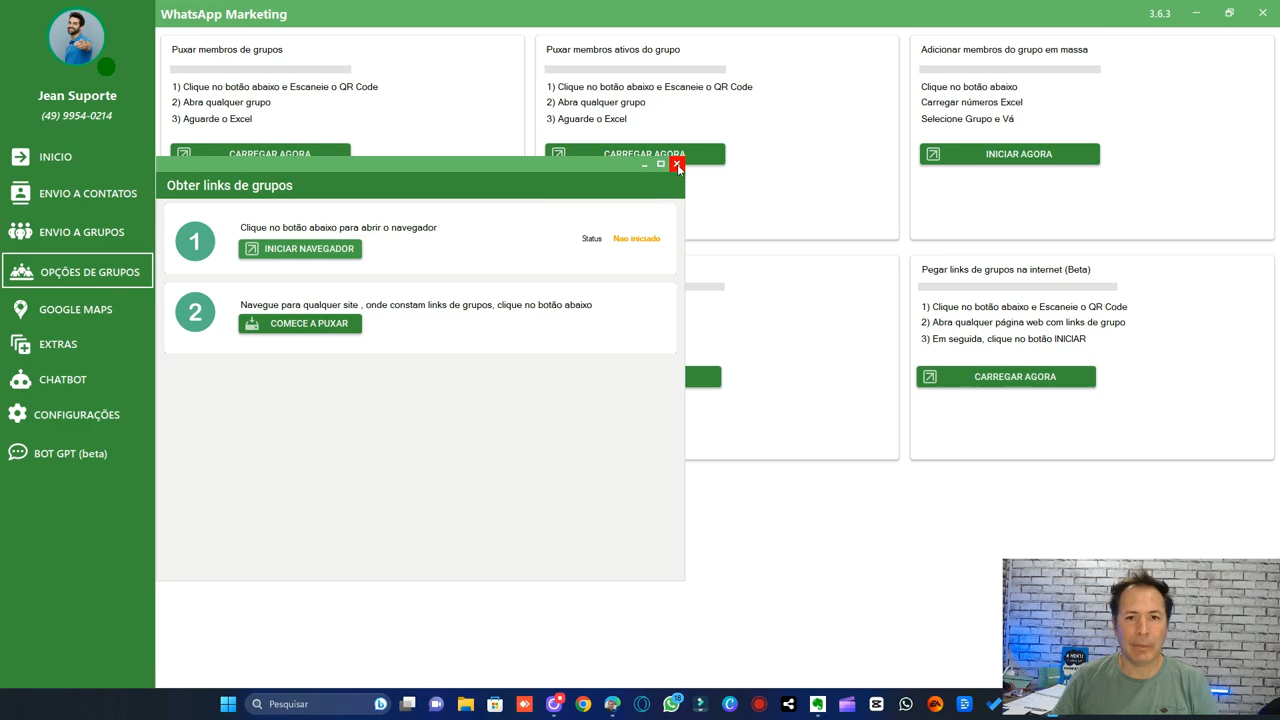 WhatsApp Marketing
3.6.3
Jean Suporte
(49) 9954-0214
INICIO
ENVIO A CONTATOS
ENVIO A GRUPOS
OPÇÕES DE GRUPOS
GOOGLE MAPS
EXTRAS
CHATBOT
CONFIGURAÇÕES
BOT GPT (beta)
Puxar membros de grupos
1) Clique no botão abaixo e Escaneie o QR Code
2) Abra qualquer grupo
3) Aguarde o Excel
CARREGAR AGORA
Puxar membros ativos do grupo
1) Clique no botão abaixo e Escaneie o QR Code
2) Abra qualquer grupo
3) Aguarde o Excel
CARREGAR AGORA
Adicionar membros do grupo em massa
Clique no botão abaixo
Carregar números Excel
Selecione Grupo e Vá
INICIAR AGORA
Obter links de grupos
1
Clique no botão abaixo para abrir o navegador
INICIAR NAVEGADOR
Status
Nao iniciado
2
Navegue para qualquer site , onde constam links de grupos, clique no botão abaixo
COMECE A PUXAR
Pegar links de grupos na internet (Beta)
1) Clique no botão abaixo e Escaneie o QR Code
2) Abra qualquer página web com links de grupo
3) Em seguida, clique no botão INICIAR
CARREGAR AGORA
Pesquisar
18